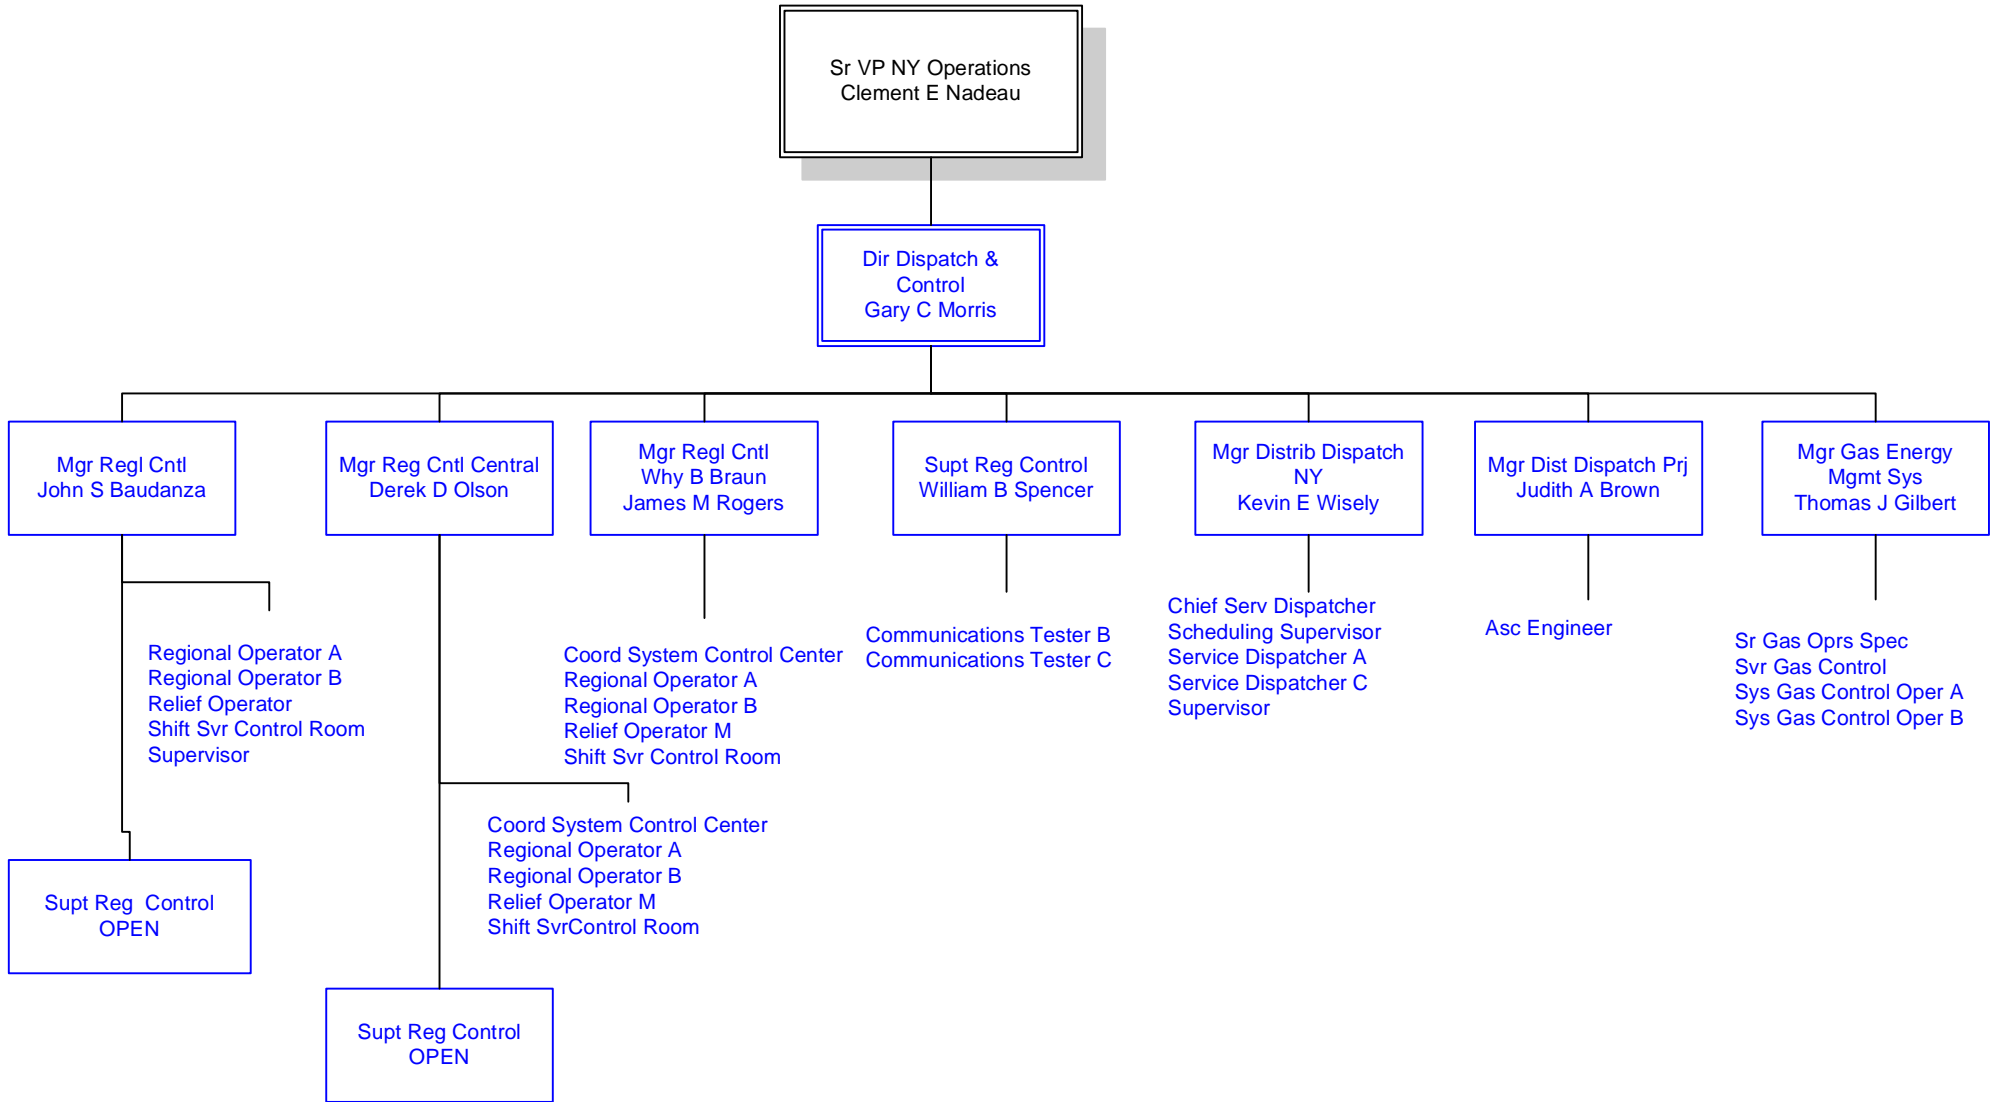 Sr VP NY Operations
Clement E Nadeau
Dir Dispatch &
Control
Gary C Morris
Mgr Regl Cntl
John S Baudanza
Mgr Reg Cntl Central
Derek D Olson
Mgr Regl Cntl
Why B Braun
James M Rogers
Supt Reg Control
William B Spencer
Mgr Distrib Dispatch
NY
Kevin E Wisely
Mgr Dist Dispatch Prj
Judith A Brown
Mgr Gas Energy
Mgmt Sys
Thomas J Gilbert
Regional Operator A
Regional Operator B
Relief Operator
Shift Svr Control Room
Supervisor
Coord System Control Center
Regional Operator A
Regional Operator B
Relief Operator M
Shift Svr Control Room
Communications Tester B
Communications Tester C
Chief Serv Dispatcher
Scheduling Supervisor
Service Dispatcher A
Service Dispatcher C
Supervisor
Asc Engineer
Sr Gas Oprs Spec
Svr Gas Control
Sys Gas Control Oper A
Sys Gas Control Oper B
Coord System Control Center
Regional Operator A
Regional Operator B
Relief Operator M
Shift SvrControl Room
Supt Reg  Control
OPEN
Supt Reg Control
OPEN